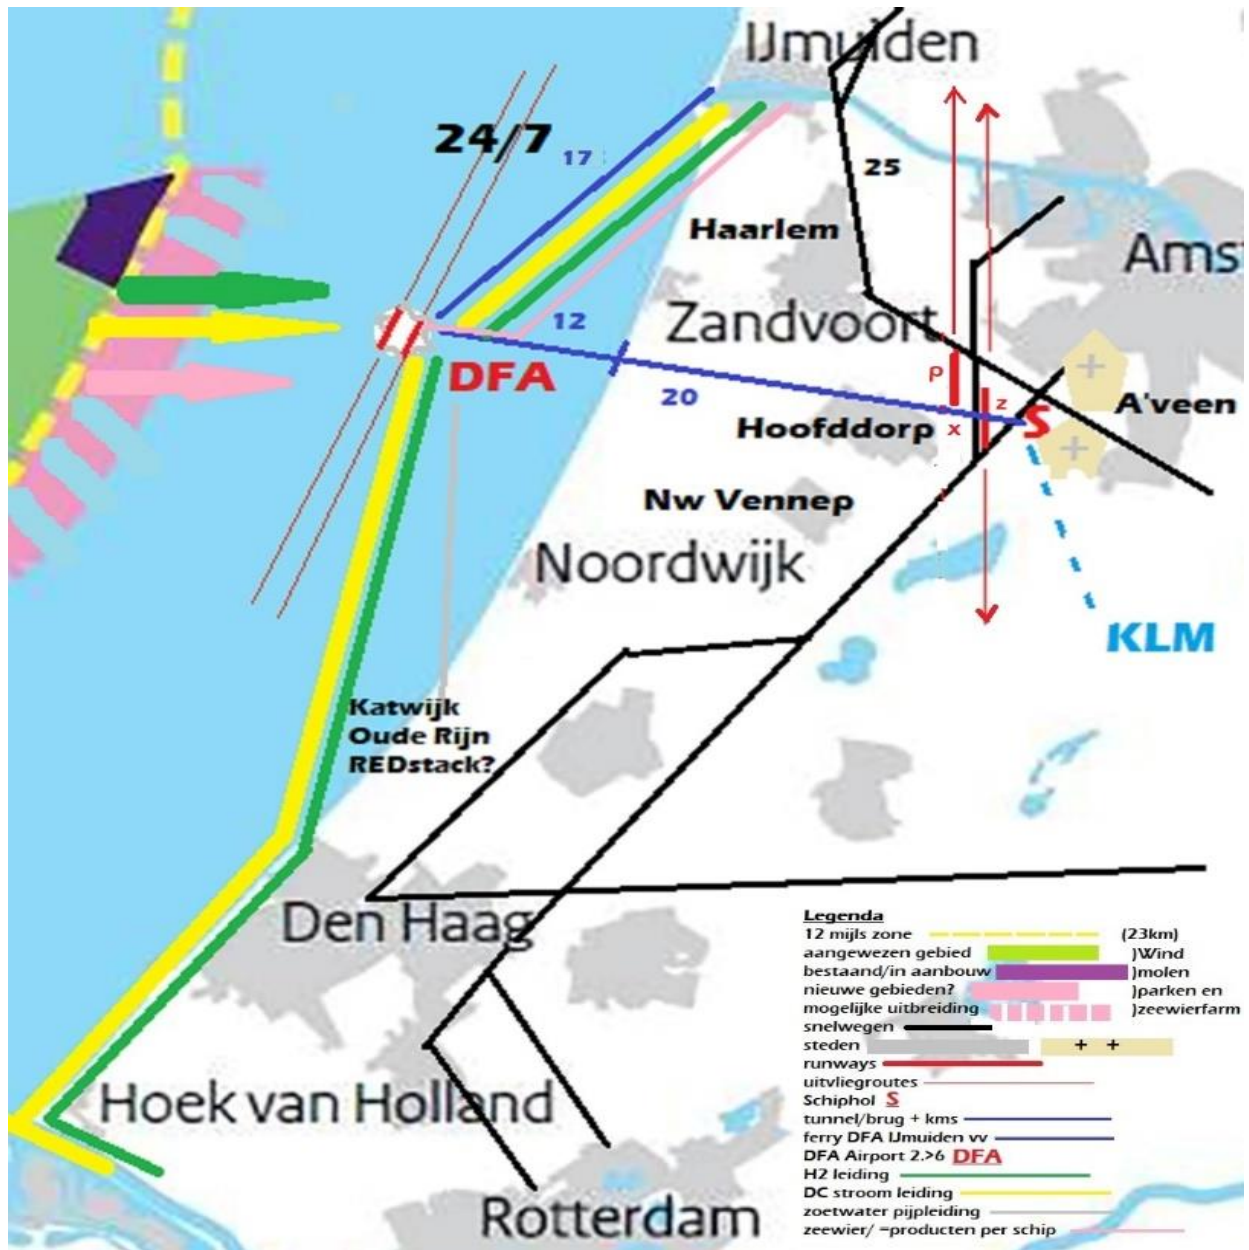 IJmuiden
24/7
17
25
Haarlem
Amst
Zandvoort
12
DFA
P
20
z
A'veen
Hoofddorp
x
S
Nw Vennep
Noordwijk
KLM
Katwijk
Oude Rijn
REDstack?
Den Haag
Hoek van Holland
Rotterdam
Legenda
12 mijls zone (23km)
aangewezen gebied )Wind
bestaand/in aanbouw )molen
nieuwe gebieden? )parken en
mogelijke uitbreiding )zeewierfarm
snelwegen
steden + +
runways
uitvliegroutes
Schiphol S
tunnel/brug + kms
ferry DFA IJmuiden vv
DFA Airport 2.>6 DFA
H2 leiding
DC stroom leiding
zoetwater pijpleiding
zeewier/ =producten per schip